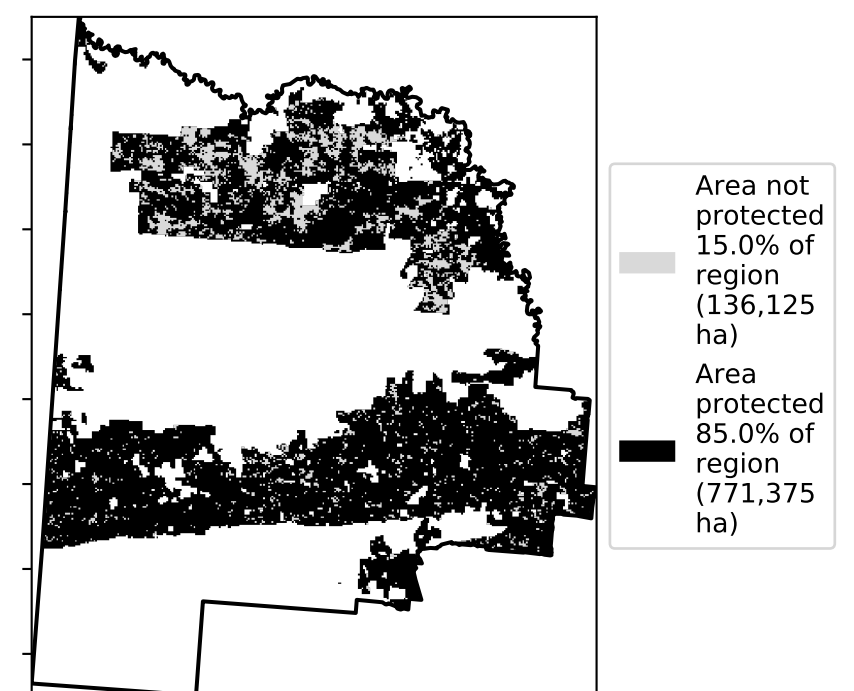 Area not
protected
15.0% of
region
(136,125
ha)
Area
protected
85.0% of
region
(771,375
ha)